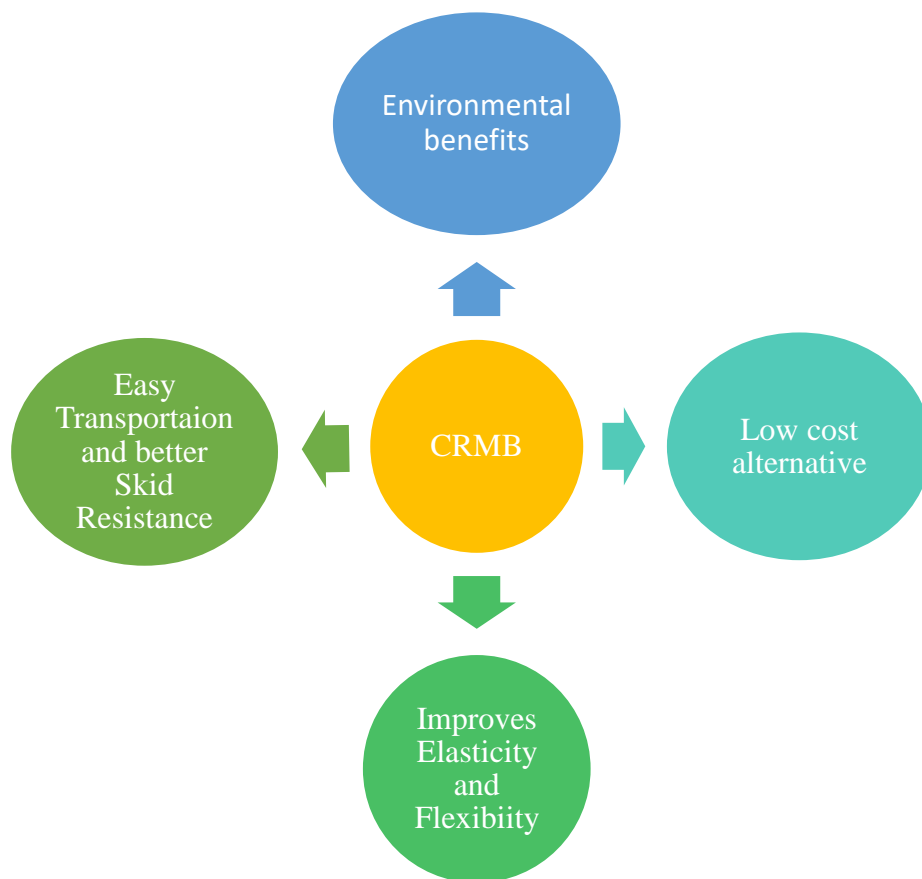 Environmental
benefits
Easy
Transportaion
and better
Skid
Resistance
CRMB
Low cost
alternative
Improves
Elasticity
and
Flexibiity